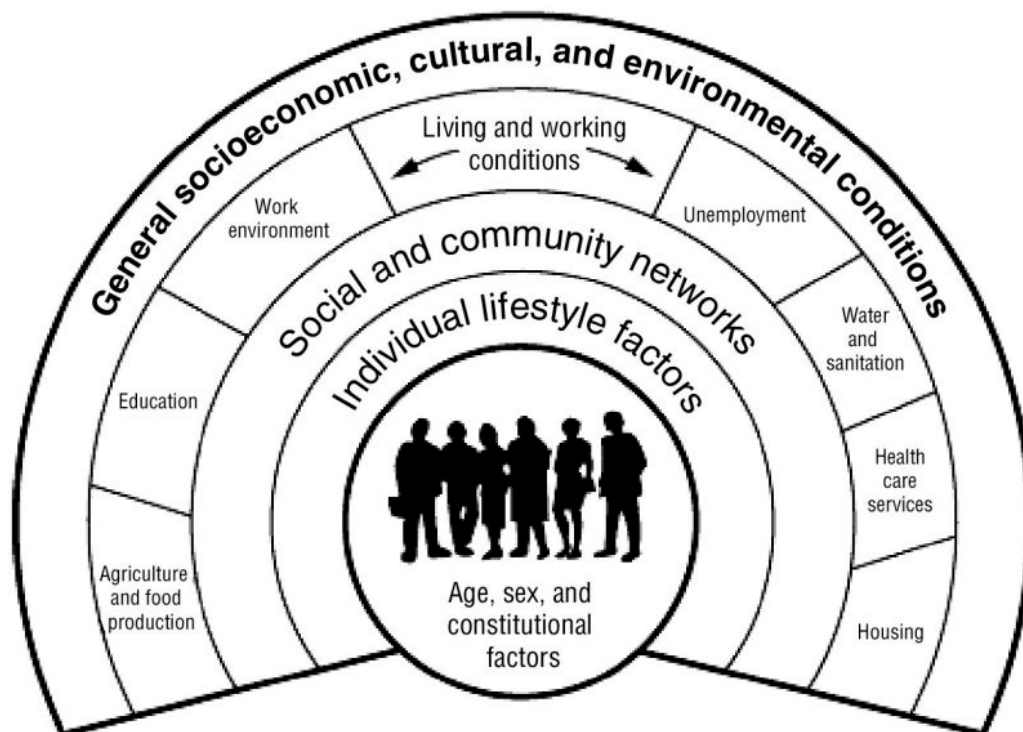 General socioeconomic, cultural, and environmental conditions
Living and working
conditions
Work
environment
Unemployment
Education
Water
and
sanitation
Agriculture
and food
production
Health
care
services
Housing
Social and community networks
Individual lifestyle factors
Age, sex, and
constitutional
factors